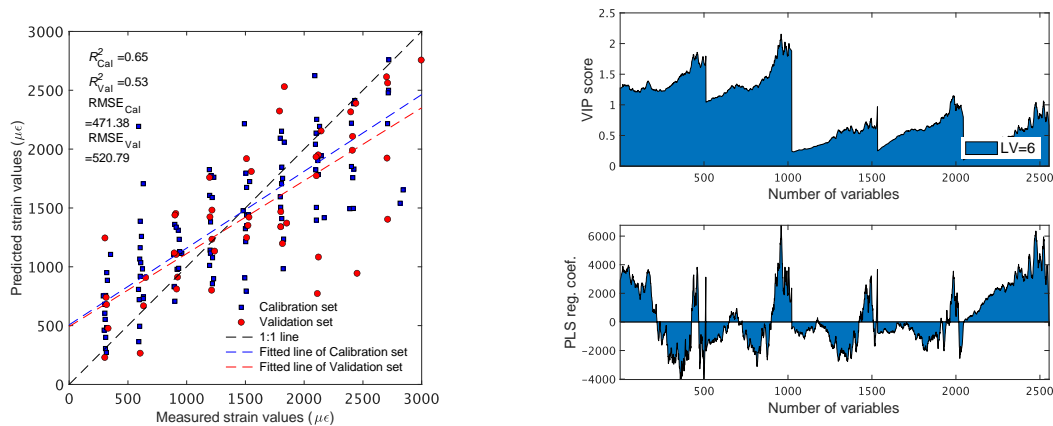 3000
2500
2000
1500
1000
500
0
Predicted strain values (με)
R²Cal =0.65
R²Val =0.53
RMSECal
=471.38
RMSEVal
=520.79
Calibration set
Validation set
1:1 line
Fitted line of Calibration set
Fitted line of Validation set
0 500 1000 1500 2000 2500 3000
Measured strain values (με)
2.5
2
1.5
1
0.5
0
VIP score
LV=6
500 1000 1500 2000 2500
Number of variables
6000
4000
2000
0
-2000
-4000
PLS reg. coef.
500 1000 1500 2000 2500
Number of variables